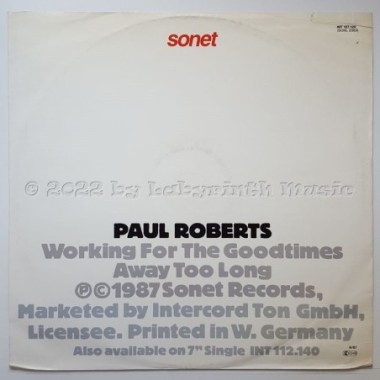 sonet
© 2022 by Labyrinth Music
PAUL ROBERTS
Working For The Goodtimes
Away Too Long
ⓅⒸ1987 Sonet Records,
Marketed by Intercord Ton GmbH,
Licensee. Printed in W. Germany
Also available on 7" Single INT 112.140